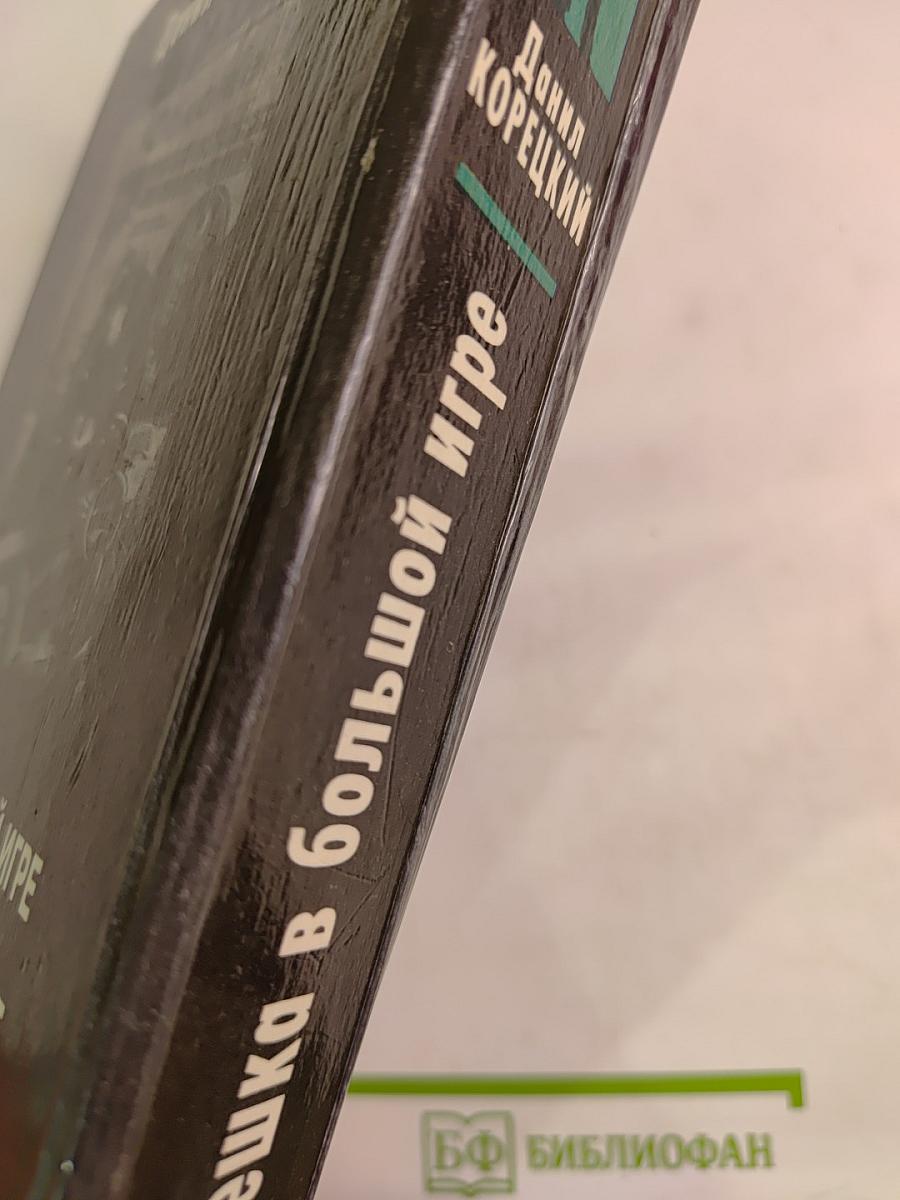 Данил
КОРЕЦКИЙ
ешка в большой игре
ИГРЕ
БФ БИБЛИОФАН